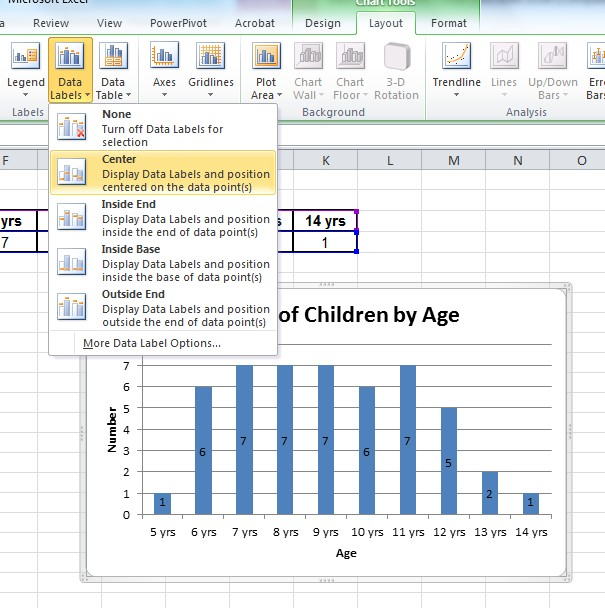 Microsoft Excel
Chart Tools
a Review View PowerPivot Acrobat Design Layout Format
Legend Data Labels Data Table Axes Gridlines Plot Area Chart Wall Chart Floor 3-D Rotation Trendline Lines Up/Down Bars Erro Bars
Labels Background Analysis
None
Turn off Data Labels for
selection
Center
Display Data Labels and position
centered on the data point(s)
Inside End
Display Data Labels and position
inside the end of data point(s)
Inside Base
Display Data Labels and position
inside the base of data point(s)
Outside End
Display Data Labels and position
outside the end of data point(s)
More Data Label Options...
F K L M N O
yrs s 14 yrs
7 1
of Children by Age
Number
7
6
5
4
3
2
1
0
1 6 7 7 7 6 7 5 2 1
5 yrs 6 yrs 7 yrs 8 yrs 9 yrs 10 yrs 11 yrs 12 yrs 13 yrs 14 yrs
Age